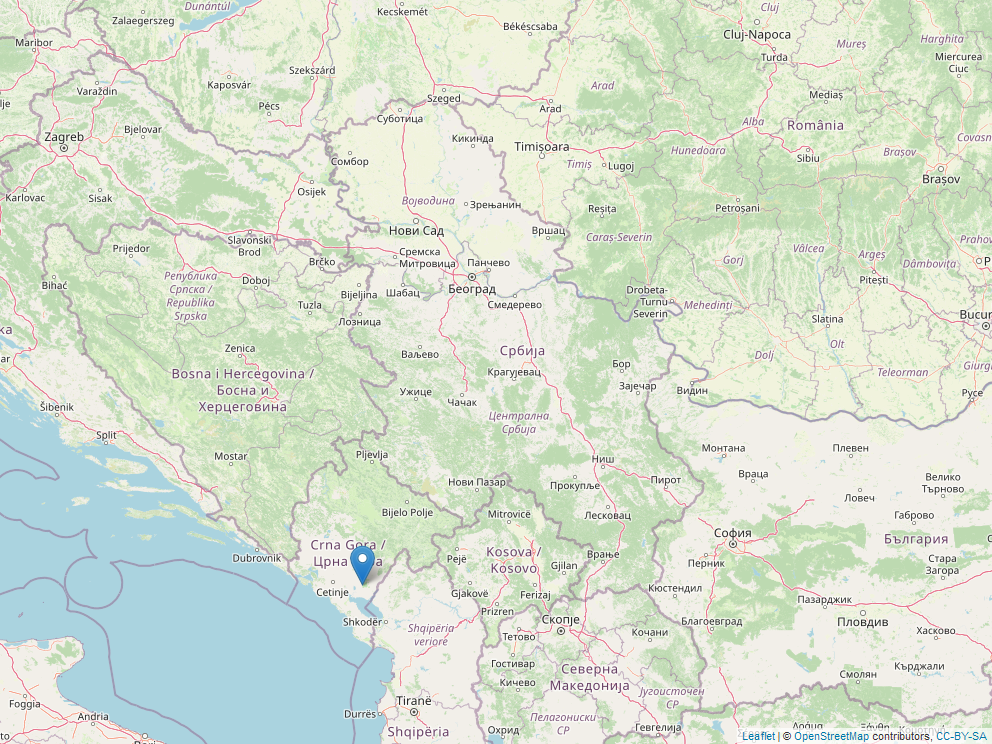 Dunántúl
Kecskemét
Cluj
Zalaegerszeg
Békéscsaba
Cluj-Napoca
Maribor
Mureș
Harghita
Turda
Miercurea
Ciuc
Szekszárd
Kaposvár
Varaždin
Arad
Mediaș
Szeged
Pécs
Arad
Суботица
Alba
România
Bjelovar
Zagreb
Кикинда
Timișoara
Hunedoara
Brașov
Сомбор
Timiș
Lugoj
Sibiu
Brașov
Karlovac
Sisak
Osijek
Војводина
Зрењанин
Reșița
Petroșani
Нови Сад
Вршац
Caraș-Severin
Vâlcea
Slavonski
Brod
Prijedor
Сремска
Митровица
Панчево
Gorj
Argeș
Dâmbovița
Brčko
Република
Српска /
Republika
Srpska
Doboj
Bihać
Београд
Pitești
Bijeljina
Шабац
Drobeta-
Turnu
Severin
Смедерево
Mehedinți
Tuzla
Лозница
Slatina
Olt
Zenica
Ваљево
Србија
Dolj
Бор
Крагујевац
Teleorman
Bosna i Hercegovina /
Босна и
Херцеговина
Зајечар
Видин
Русе
Ужице
Чачак
Šibenik
Централна
Србија
Split
Mostar
Pljevlja
Ниш
Монтана
Плевен
Враца
Нови Пазар
Прокупље
Пирот
Велико
Търново
Ловеч
Bijelo Polje
Mitrovicë
Лесковац
Габрово
София
България
Crna Gora /
Pejë
Kosova /
Kosovo
Врање
Dubrovnik
Gjilan
Перник
Стара
Загора
Cetinje
Gjakovë
Ferizaj
Кюстендил
Пазарджик
Prizren
Shkodër
Скопје
Благоевград
Пловдив
Shqipëria
veriore
Тетово
Кочани
Хасково
Гостивар
Северна
Македонија
Кърджали
Кичево
Смолян
Југоисточен
СР
Tiranë
Foggia
Andria
Durrës
Пелагониски
СР
Охрид
Гевгелија
Shqipëria
Leaflet | © OpenStreetMap contributors, CC-BY-SA